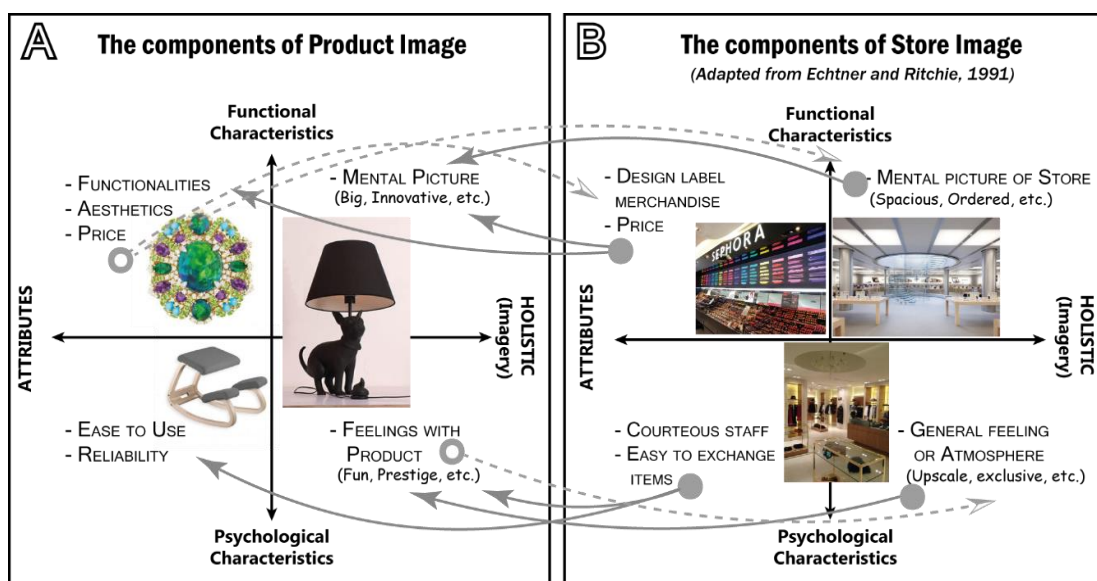 A
The components of Product Image
Functional
Characteristics
- FUNCTIONALITIES
- AESTHETICS
- PRICE
- MENTAL PICTURE
(Big, Innovative, etc.)
ATTRIBUTES
HOLISTIC
(Imagery)
- EASE TO USE
- RELIABILITY
- FEELINGS WITH
PRODUCT
(Fun, Prestige, etc.)
Psychological
Characteristics
B
The components of Store Image
(Adapted from Echtner and Ritchie, 1991)
Functional
Characteristics
- DESIGN LABEL
MERCHANDISE
- PRICE
- MENTAL PICTURE OF STORE
(Spacious, Ordered, etc.)
SEPHORA
ATTRIBUTES
HOLISTIC
(Imagery)
- COURTEOUS STAFF
- EASY TO EXCHANGE
ITEMS
- GENERAL FEELING
OR ATMOSPHERE
(Upscale, exclusive, etc.)
Psychological
Characteristics